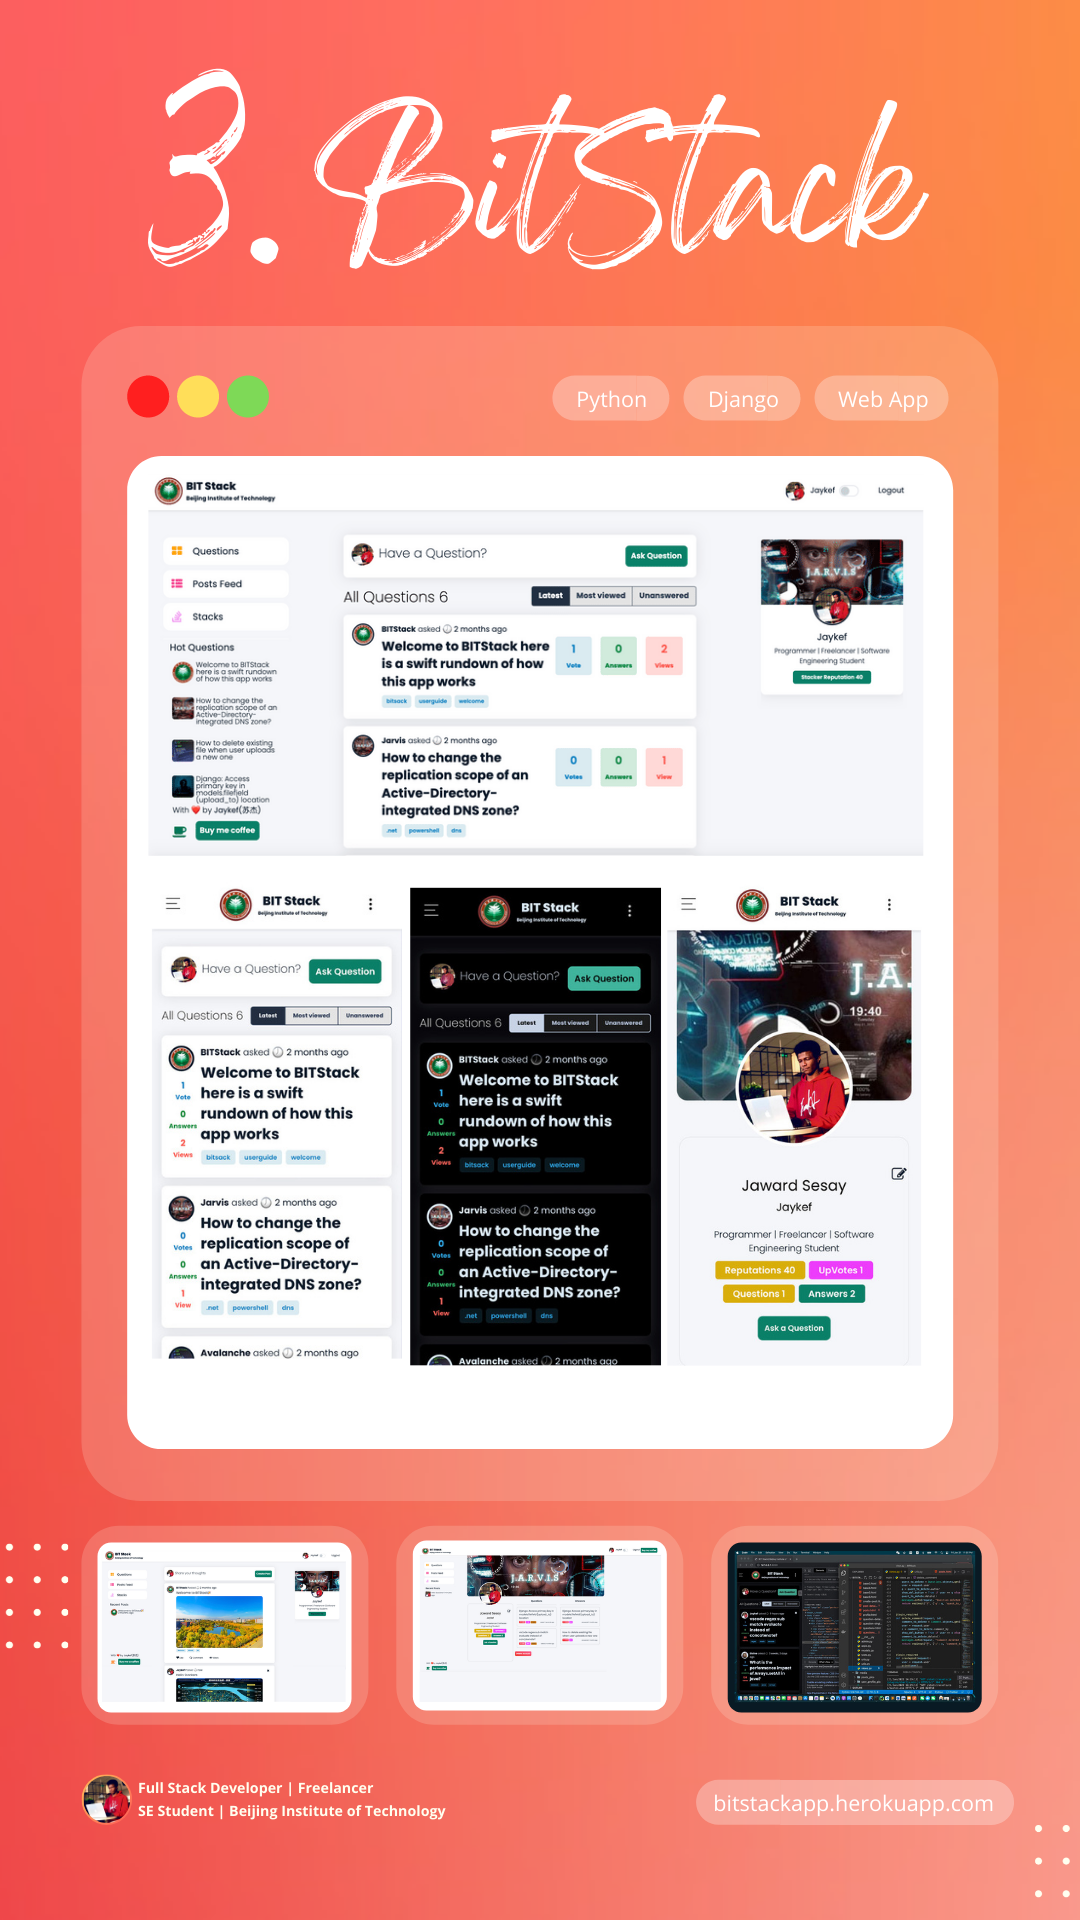 3. BitStack
Python
Django
Web App
BIT Stack
Beijing Institute of Technology
Jaykef
Logout
Questions
Posts Feed
Stacks
Hot Questions
Welcome to BITStack
here is a swift rundown
of how this app works
How to change the
replication scope of an
Active-Directory-
integrated DNS zone?
How to delete existing
file when user uploads
a new one
Django: Access
primary key in
models.filefield
(upload_to) location
With ❤ by Jaykef(苏杰)
Buy me coffee
Have a Question?
Ask Question
All Questions 6
Latest
Most viewed
Unanswered
BITStack asked 2 months ago
Welcome to BITStack here
is a swift rundown of how
this app works
1
Vote
0
Answers
2
Views
bitsack
userguide
welcome
Jarvis asked 2 months ago
How to change the
replication scope of an
Active-Directory-
integrated DNS zone?
0
Votes
0
Answers
1
View
.net
powershell
dns
J.A.R.V.I.S
Jaykef
Programmer | Freelancer | Software
Engineering Student
Stacker Reputation 40
BIT Stack
Beijing Institute of Technology
Have a Question?
Ask Question
All Questions 6
Latest
Most viewed
Unanswered
BITStack asked 2 months ago
Welcome to BITStack
here is a swift
rundown of how this
app works
1
Vote
0
Answers
2
Views
bitsack
userguide
welcome
Jarvis asked 2 months ago
How to change the
replication scope of
an Active-Directory-
integrated DNS zone?
0
Votes
0
Answers
1
View
.net
powershell
dns
Avalanche asked 2 months ago
BIT Stack
Beijing Institute of Technology
Have a Question?
Ask Question
All Questions 6
Latest
Most viewed
Unanswered
BITStack asked 2 months ago
Welcome to BITStack
here is a swift
rundown of how this
app works
1
Vote
0
Answers
2
Views
bitsack
userguide
welcome
Jarvis asked 2 months ago
How to change the
replication scope of
an Active-Directory-
integrated DNS zone?
0
Votes
0
Answers
1
View
.net
powershell
dns
Avalanche asked 2 months ago
BIT Stack
Beijing Institute of Technology
CRITICAL
J.A.
19:40
Jaward Sesay
Jaykef
Programmer | Freelancer | Software
Engineering Student
Reputations 40
UpVotes 1
Questions 1
Answers 2
Ask a Question
BIT Stack
J.A.R.V.I.S
Full Stack Developer | Freelancer
SE Student | Beijing Institute of Technology
bitstackapp.herokuapp.com